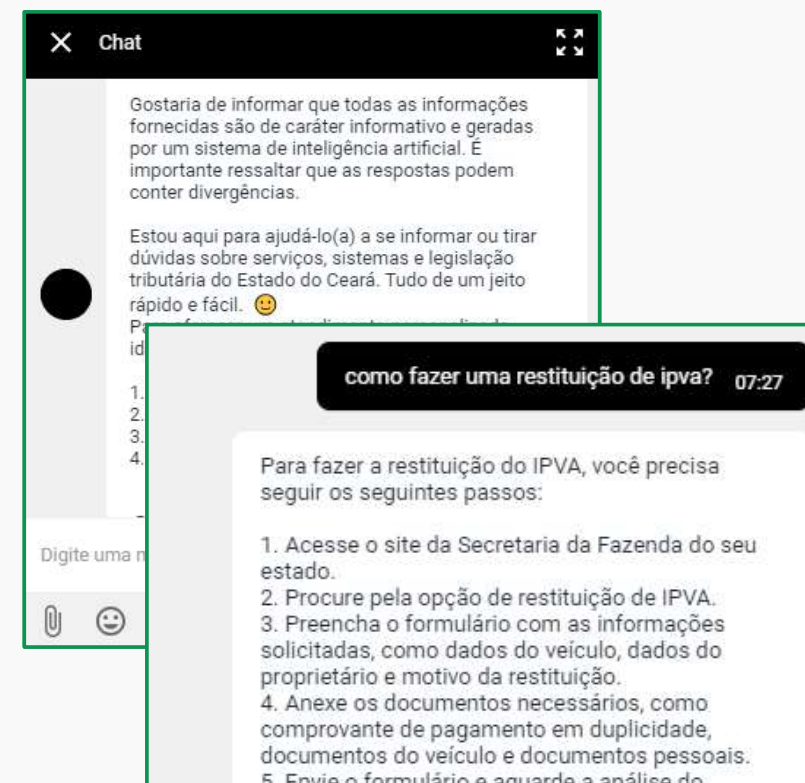 Chat
Gostaria de informar que todas as informações
fornecidas são de caráter informativo e geradas
por um sistema de inteligência artificial. É
importante ressaltar que as respostas podem
conter divergências.
Estou aqui para ajudá-lo(a) a se informar ou tirar
dúvidas sobre serviços, sistemas e legislação
tributária do Estado do Ceará. Tudo de um jeito
rápido e fácil. 🙂
1.
2.
3.
4.
Digite uma
como fazer uma restituição de ipva? 07:27
Para fazer a restituição do IPVA, você precisa
seguir os seguintes passos:
1. Acesse o site da Secretaria da Fazenda do seu
estado.
2. Procure pela opção de restituição de IPVA.
3. Preencha o formulário com as informações
solicitadas, como dados do veículo, dados do
proprietário e motivo da restituição.
4. Anexe os documentos necessários, como
comprovante de pagamento em duplicidade,
documentos do veículo e documentos pessoais.
5. Envie o formulário e aguarde a análise do